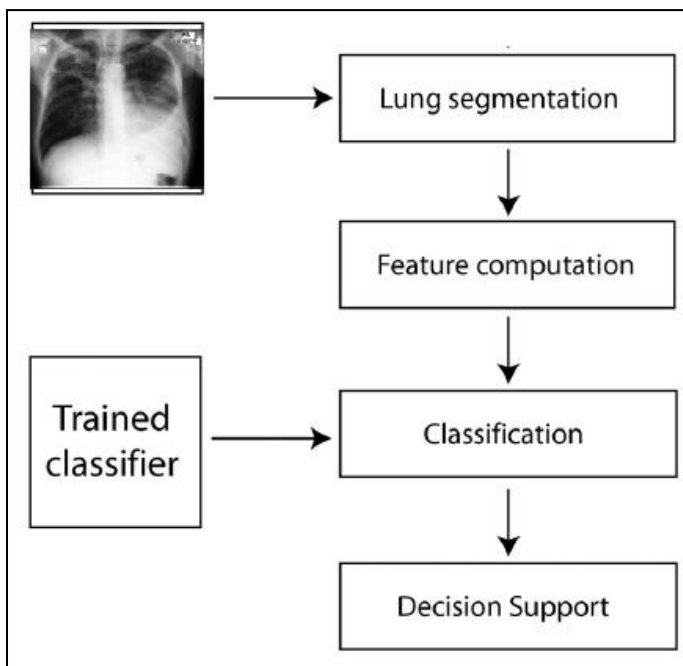 Lung segmentation
Feature computation
Trained
classifier
Classification
Decision Support